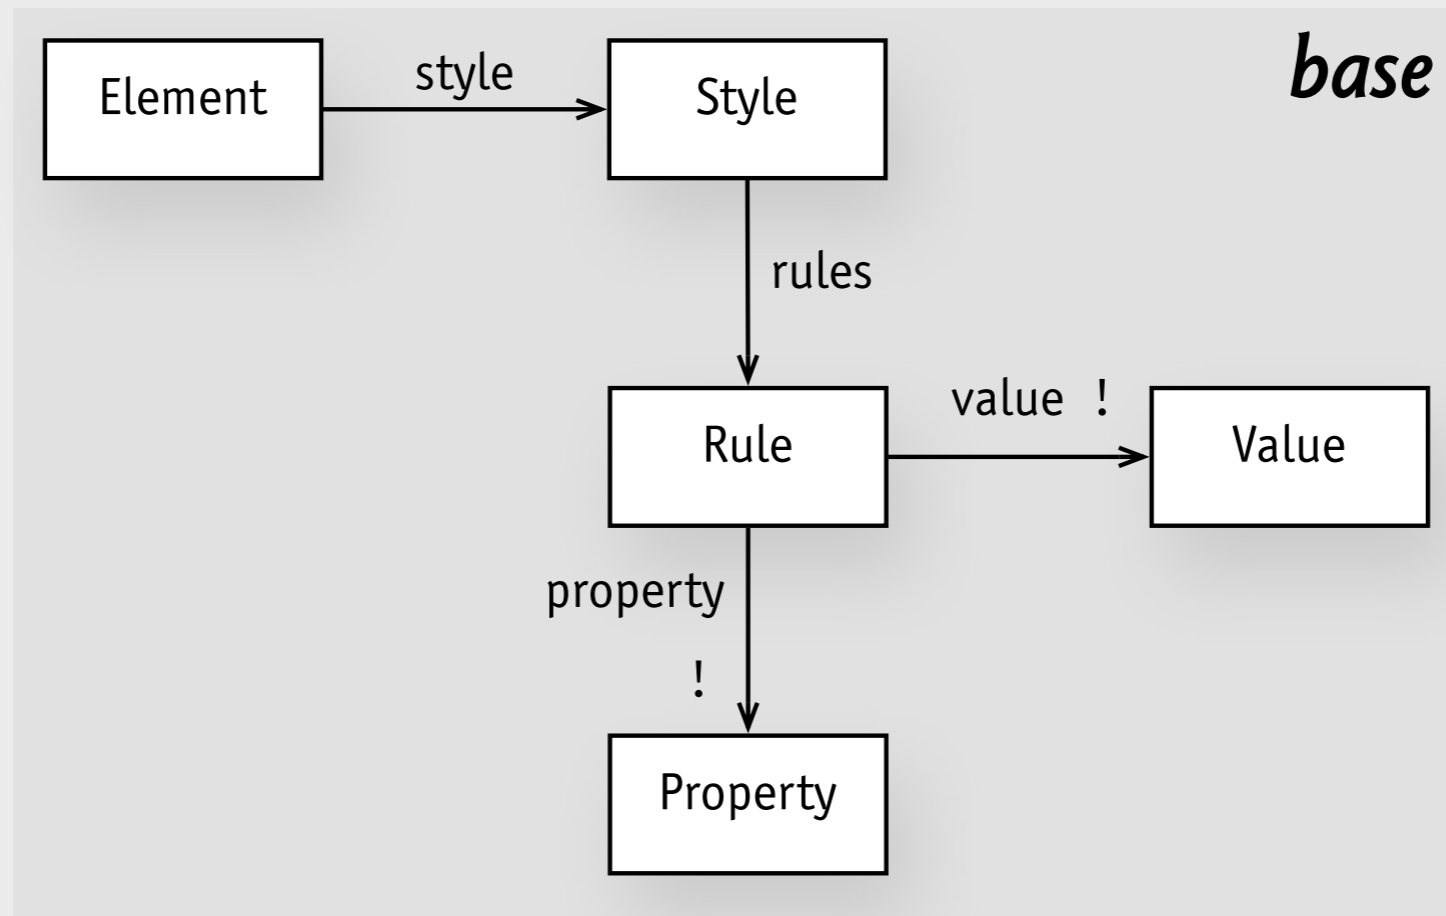 base
Element
style
Style
rules
Rule
value !
Value
property
!
Property